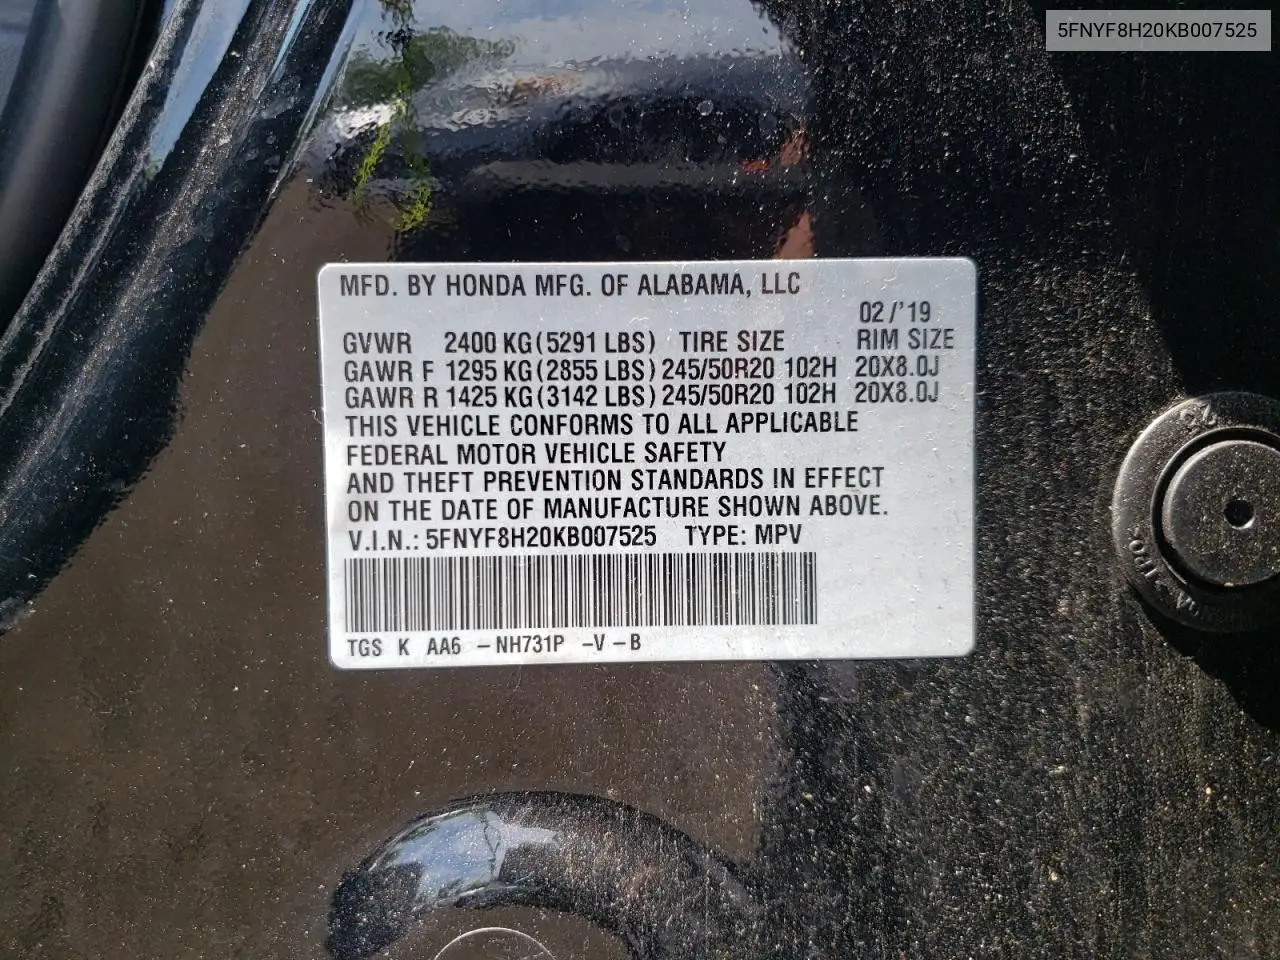 5FNYF8H20KB007525
MFD. BY HONDA MFG. OF ALABAMA, LLC
02 /'19
GVWR 2400 KG (5291 LBS) TIRE SIZE RIM SIZE
GAWR F 1295 KG (2855 LBS) 245/50R20 102H 20X8.0J
GAWR R 1425 KG (3142 LBS) 245/50R20 102H 20X8.0J
THIS VEHICLE CONFORMS TO ALL APPLICABLE
FEDERAL MOTOR VEHICLE SAFETY
AND THEFT PREVENTION STANDARDS IN EFFECT
ON THE DATE OF MANUFACTURE SHOWN ABOVE.
V.I.N.: 5FNYF8H20KB007525 TYPE: MPV
TGS K AA6 – NH731P –V – B